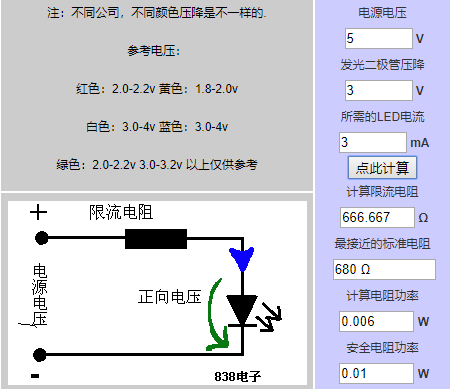 注：不同公司，不同颜色压降是不一样的.
参考电压：
红色：2.0-2.2v 黄色：1.8-2.0v
白色：3.0-4v 蓝色：3.0-4v
绿色：2.0-2.2v 3.0-3.2v 以上仅供参考
+
限流电阻
电源电压
正向电压
-
838电子
电源电压
5 V
发光二极管压降
3 V
所需的LED电流
3 mA
点此计算
计算限流电阻
666.667 Ω
最接近的标准电阻
680 Ω
计算电阻功率
0.006 W
安全电阻功率
0.01 W